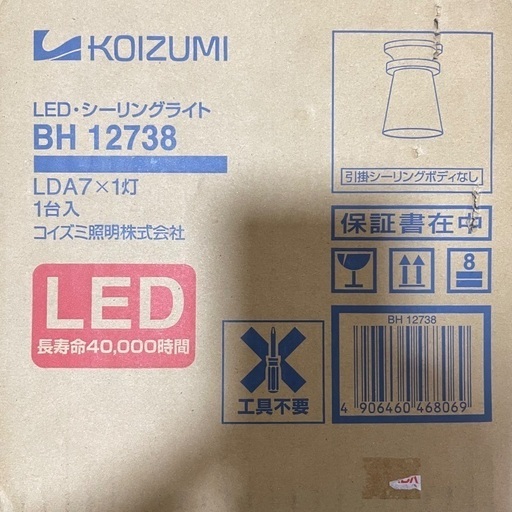 KOIZUMI
LED・シーリングライト
BH 12738
LDA7×1灯
1台入
コイズミ照明株式会社
LED
長寿命40,000時間
引掛シーリングボディなし
保証書在中
8
工具不要
BH 12738
4 906460 468069